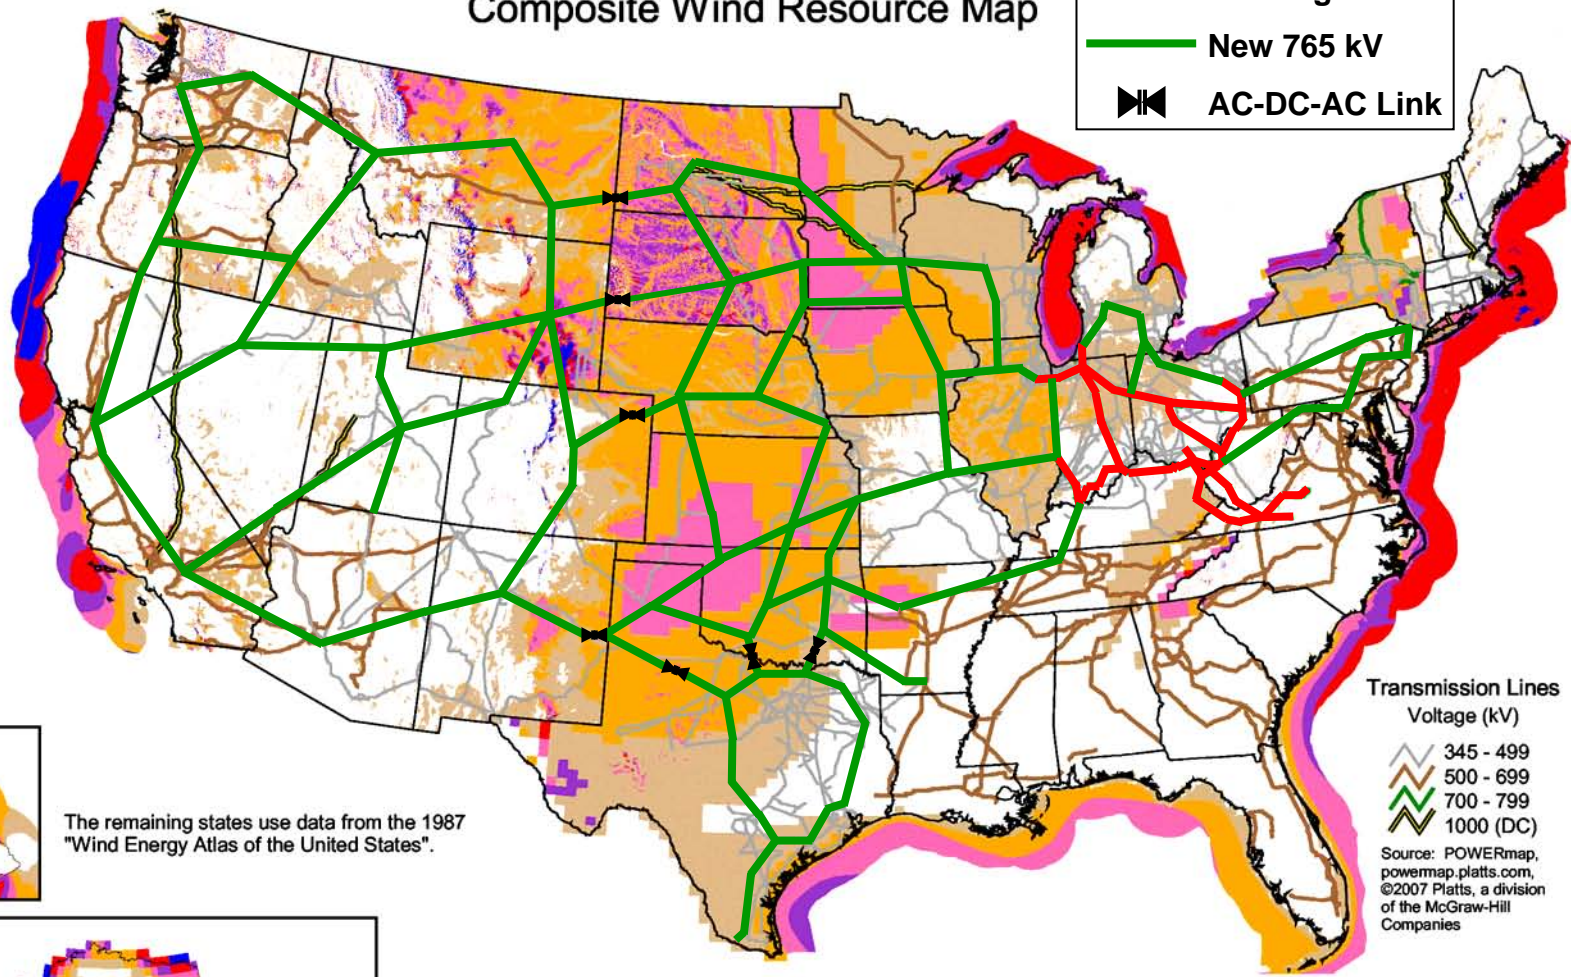 Composite Wind Resource Map
New 765 kV
AC-DC-AC Link
Transmission Lines
Voltage (kV)
345 - 499
500 - 699
700 - 799
1000 (DC)
Source: POWERmap,
powermap.platts.com,
©2007 Platts, a division
of the McGraw-Hill
Companies
The remaining states use data from the 1987
"Wind Energy Atlas of the United States".